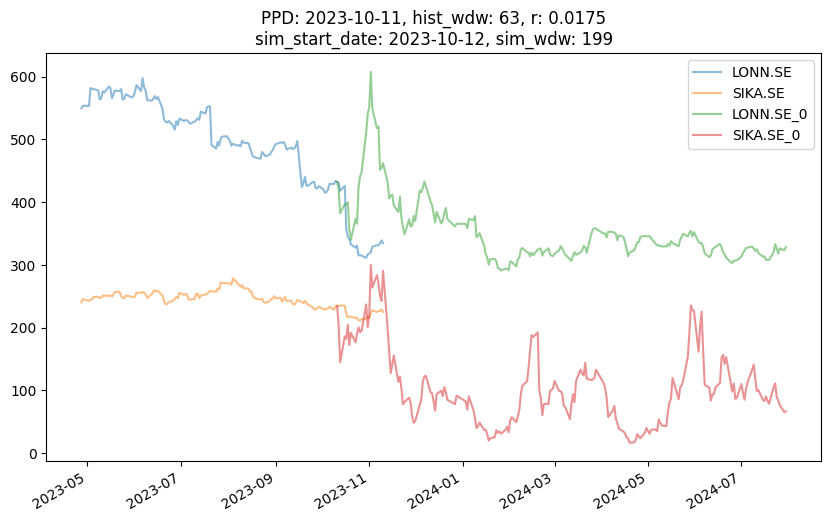 PPD: 2023-10-11, hist_wdw: 63, r: 0.0175
sim_start_date: 2023-10-12, sim_wdw: 199
LONN.SE
SIKA.SE
LONN.SE_0
SIKA.SE_0
600
500
400
300
200
100
0
2023-05
2023-07
2023-09
2023-11
2024-01
2024-03
2024-05
2024-07